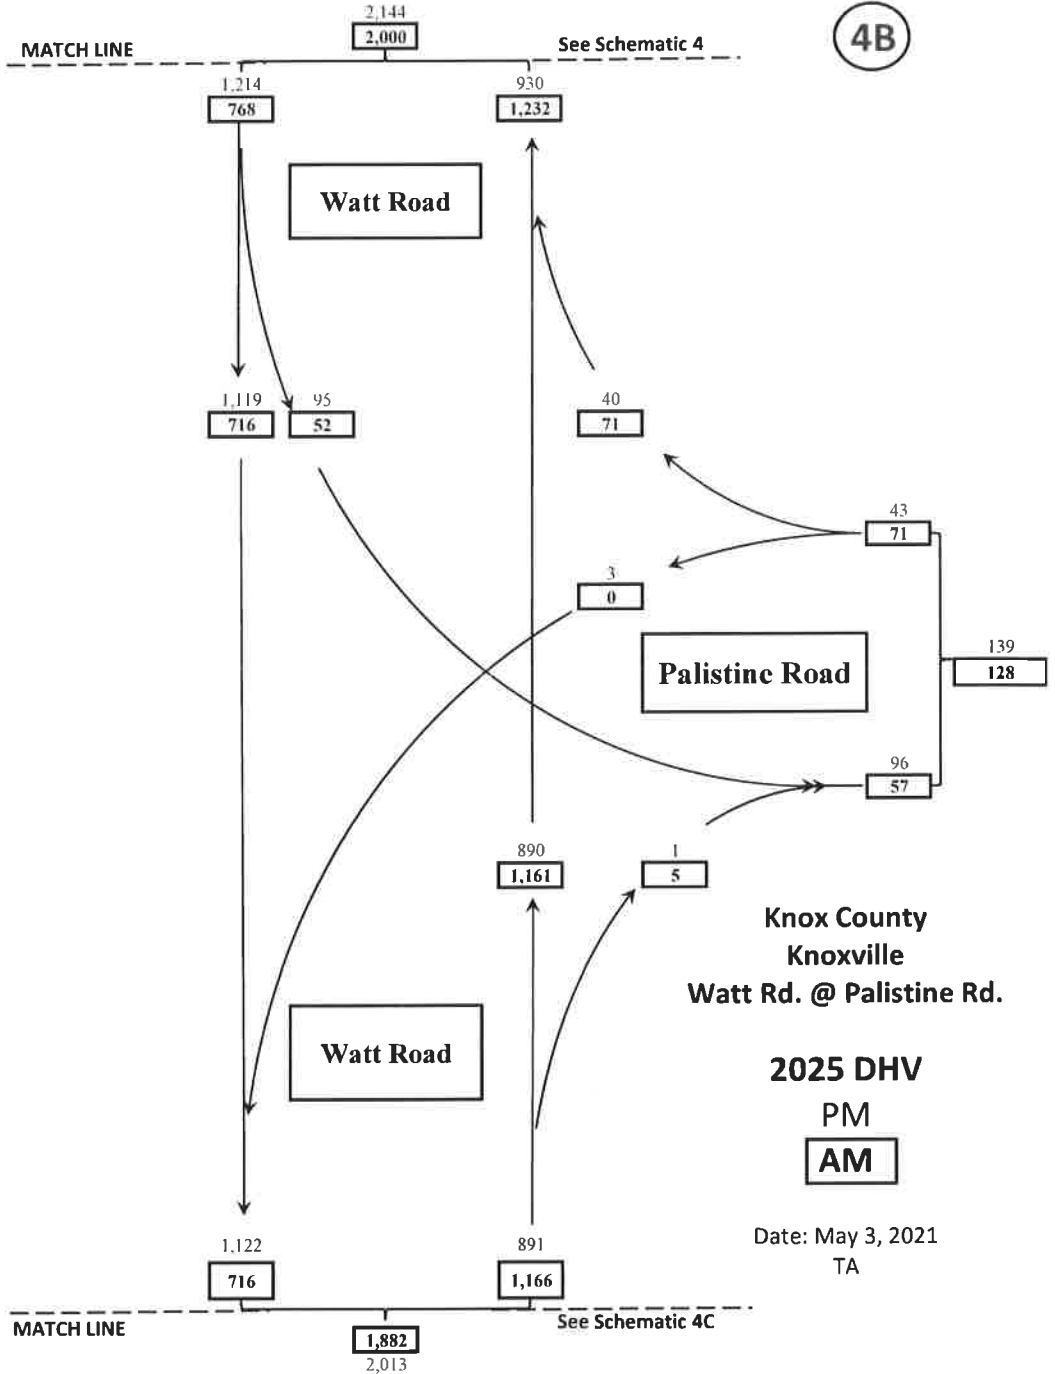 2,144
2,000
4B
MATCH LINE
See Schematic 4
1,214
768
930
1,232
Watt Road
1,119
716
95
52
40
71
43
71
3
0
Palistine Road
139
128
96
57
890
1,161
1
5
Knox County
Knoxville
Watt Rd. @ Palistine Rd.
Watt Road
2025 DHV
PM
AM
Date: May 3, 2021
TA
1,122
716
891
1,166
MATCH LINE
See Schematic 4C
1,882
2,013